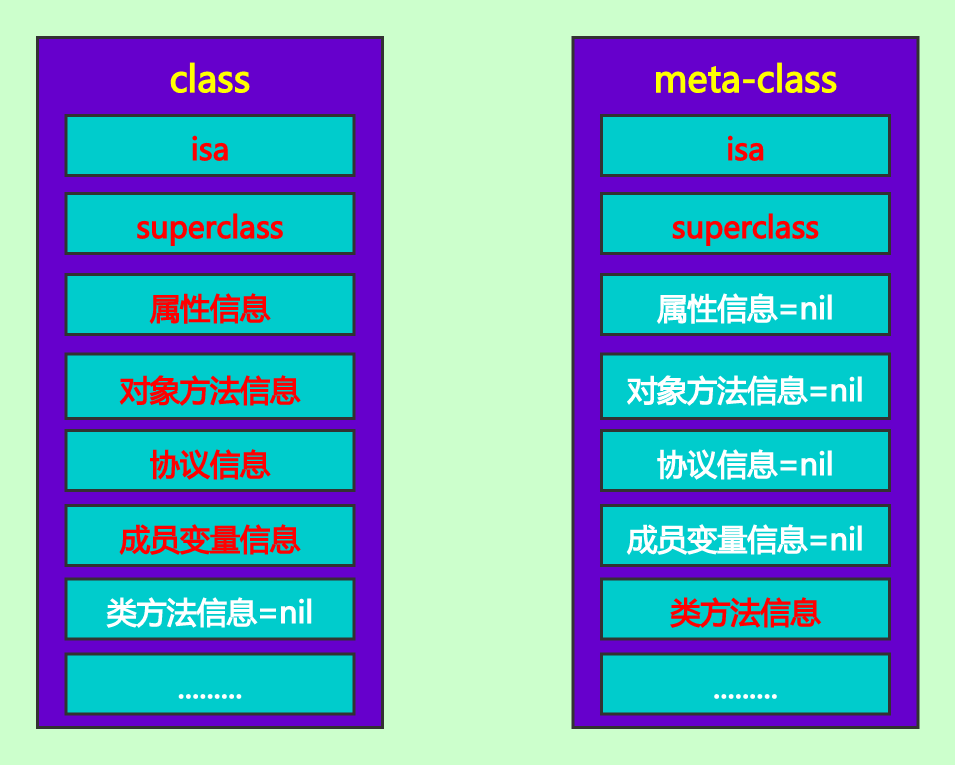 class
isa
superclass
属性信息
对象方法信息
协议信息
成员变量信息
类方法信息=nil
.........
meta-class
isa
superclass
属性信息=nil
对象方法信息=nil
协议信息=nil
成员变量信息=nil
类方法信息
.........